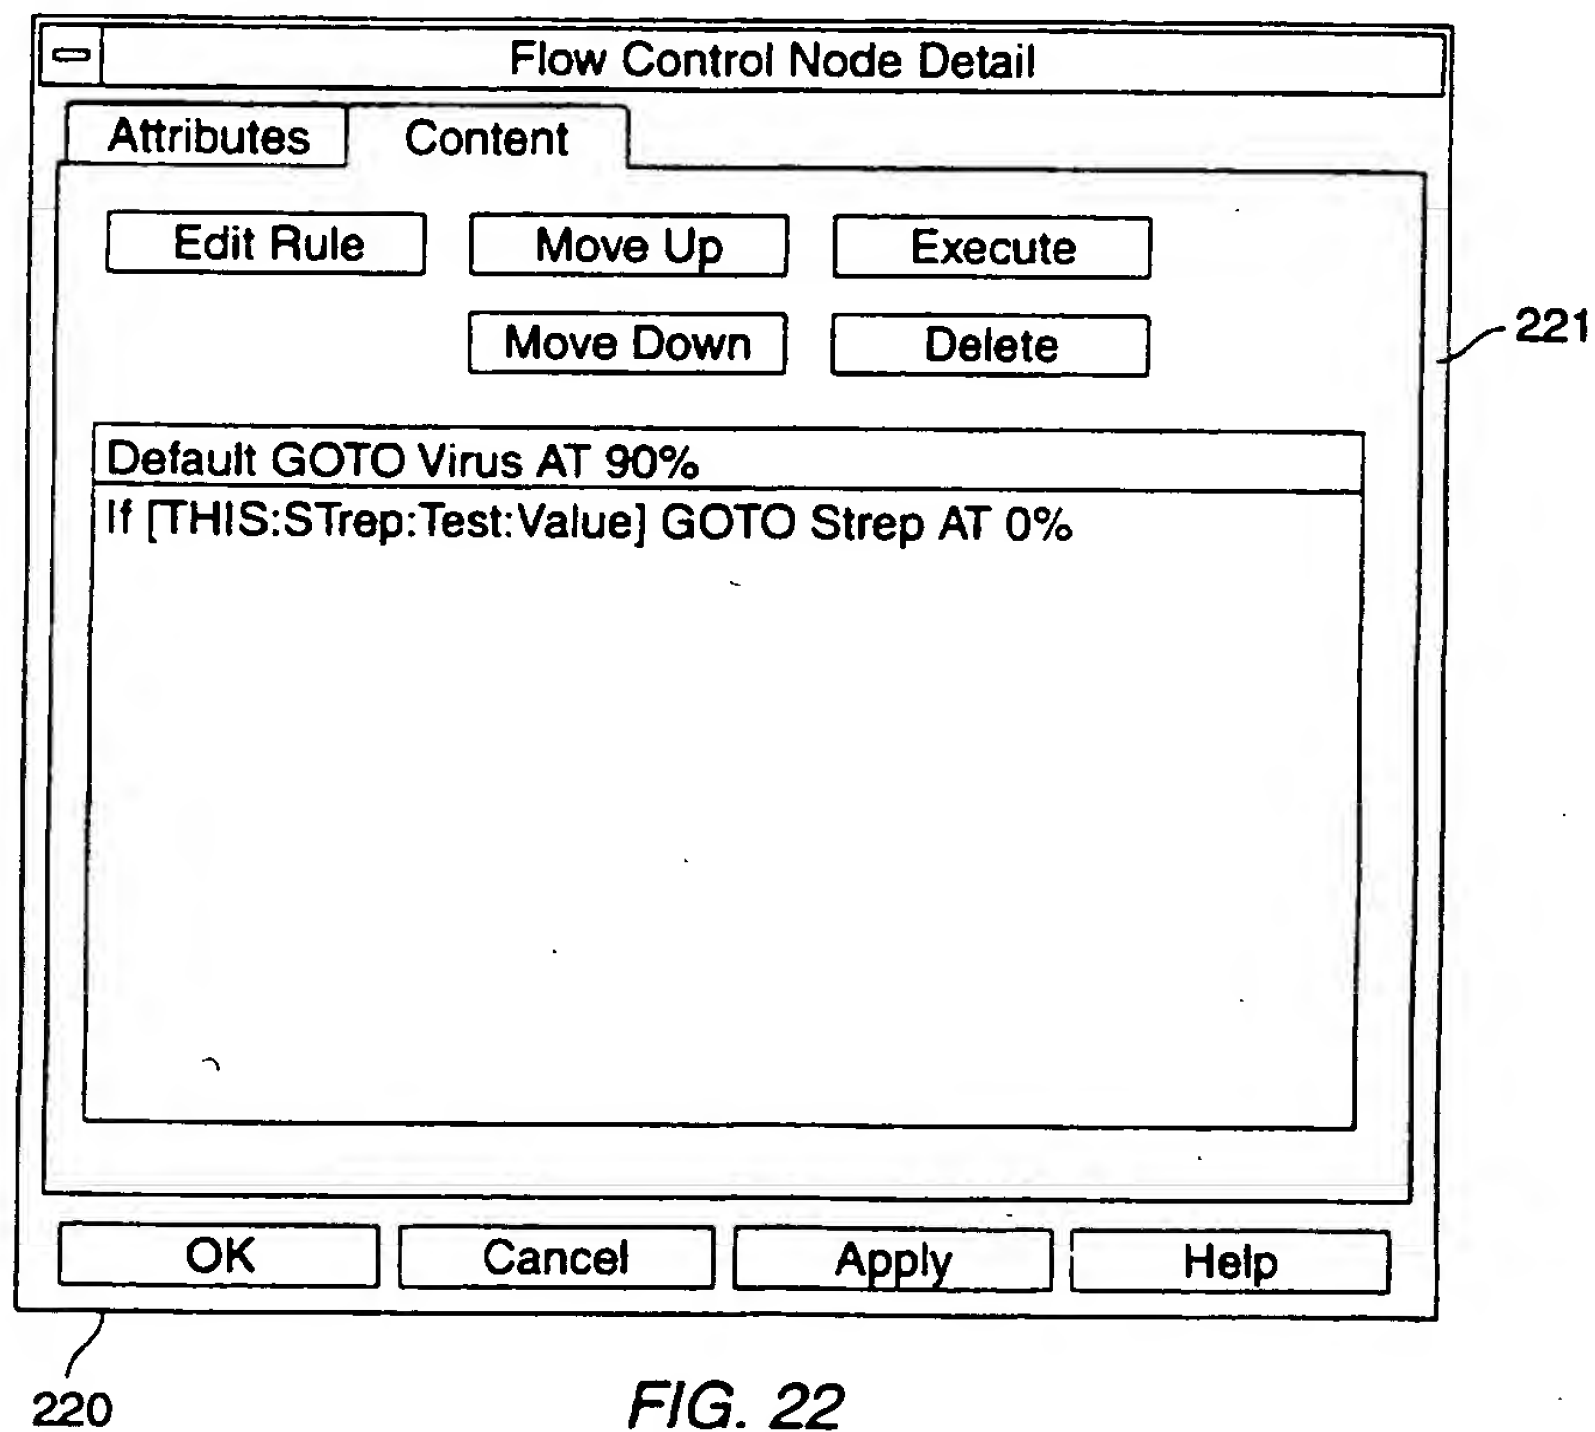 Flow Control Node Detail
Attributes Content
Edit Rule Move Up Execute
Move Down Delete
221
Default GOTO Virus AT 90%
If [THIS:STrep:Test:Value] GOTO Strep AT 0%
OK Cancel Apply Help
220
FIG. 22